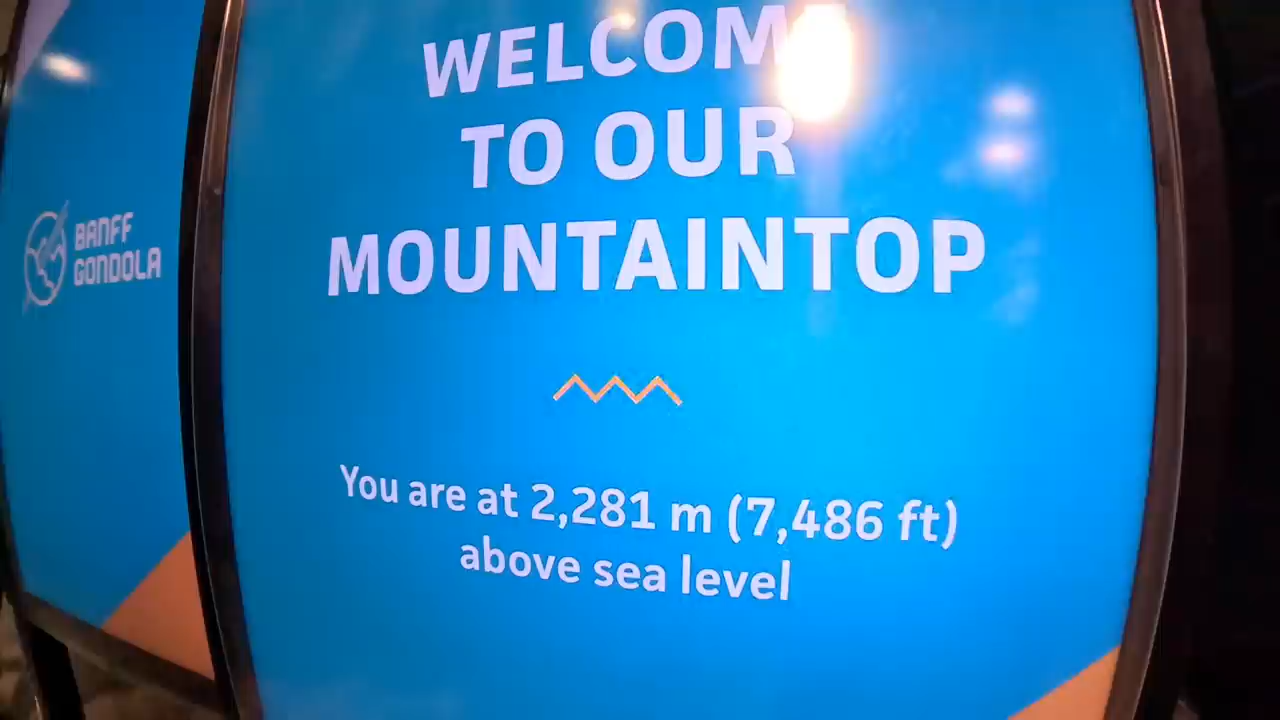 BANFF
GONDOLA
WELCOM
TO OUR
MOUNTAINTOP
You are at 2,281 m (7,486 ft)
above sea level